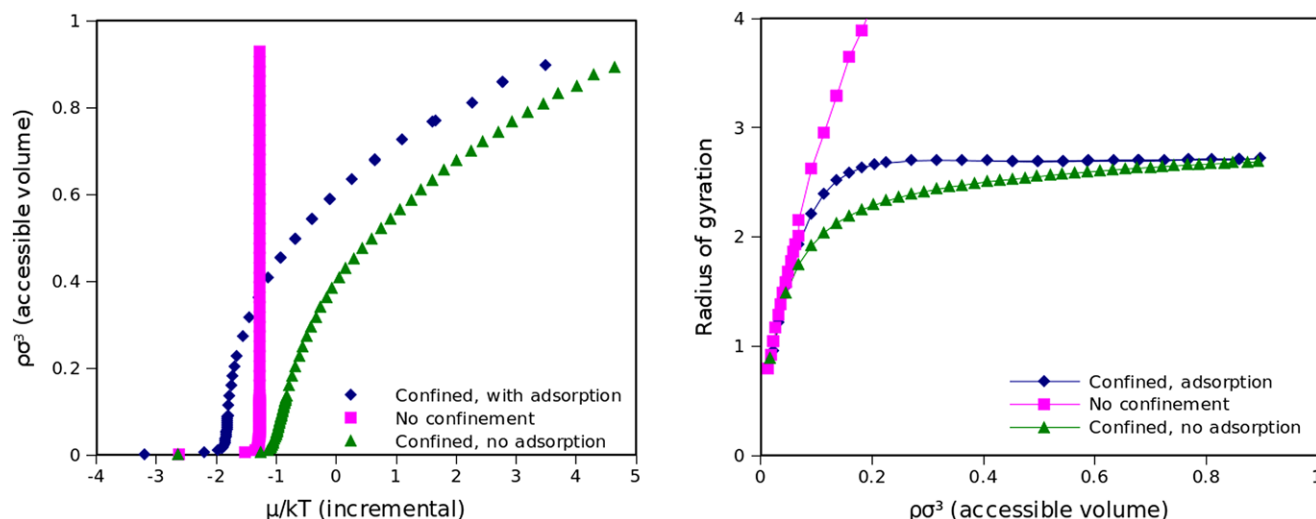 1
0.8
0.6
0.4
0.2
0
-4
-3
-2
-1
0
1
2
3
4
5
ρσ³ (accessible volume)
μ/kT (incremental)
Confined, with adsorption
No confinement
Confined, no adsorption
4
3
2
1
0
0
0.2
0.4
0.6
0.8
1
Radius of gyration
ρσ³ (accessible volume)
Confined, adsorption
No confinement
Confined, no adsorption